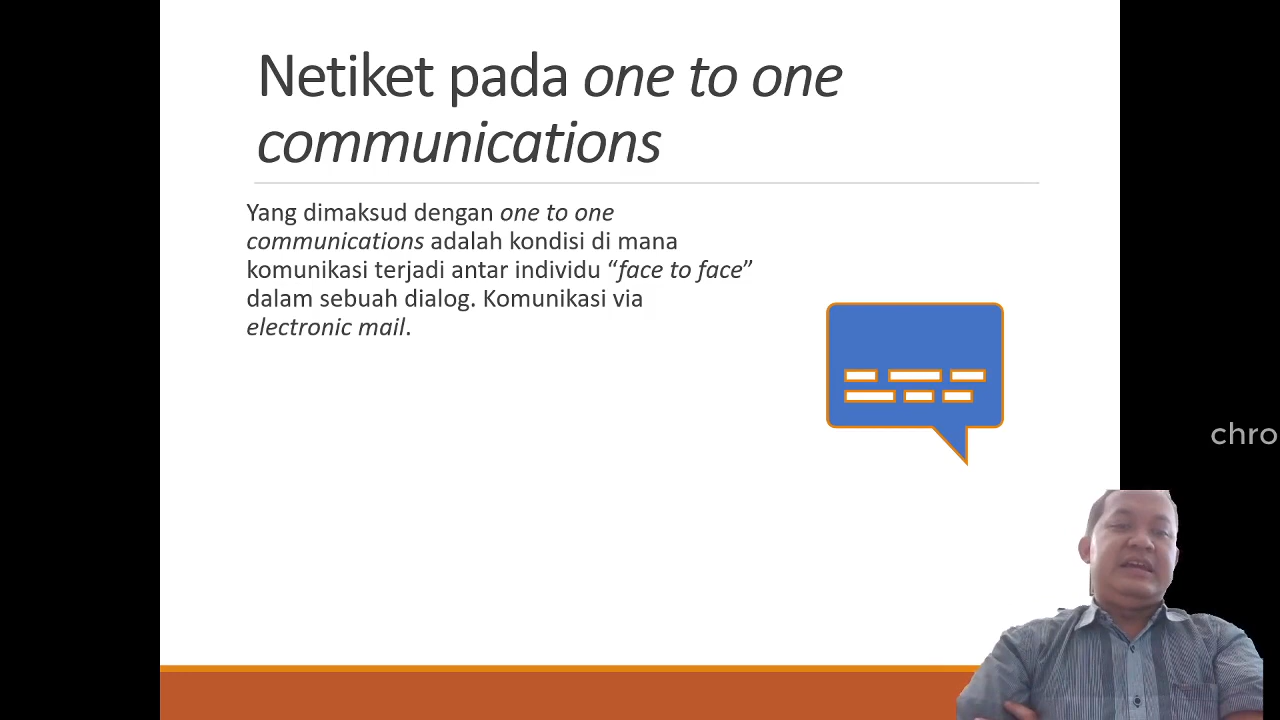 Netiket pada one to one
communications
Yang dimaksud dengan one to one
communications adalah kondisi di mana
komunikasi terjadi antar individu “face to face”
dalam sebuah dialog. Komunikasi via
electronic mail.
chro